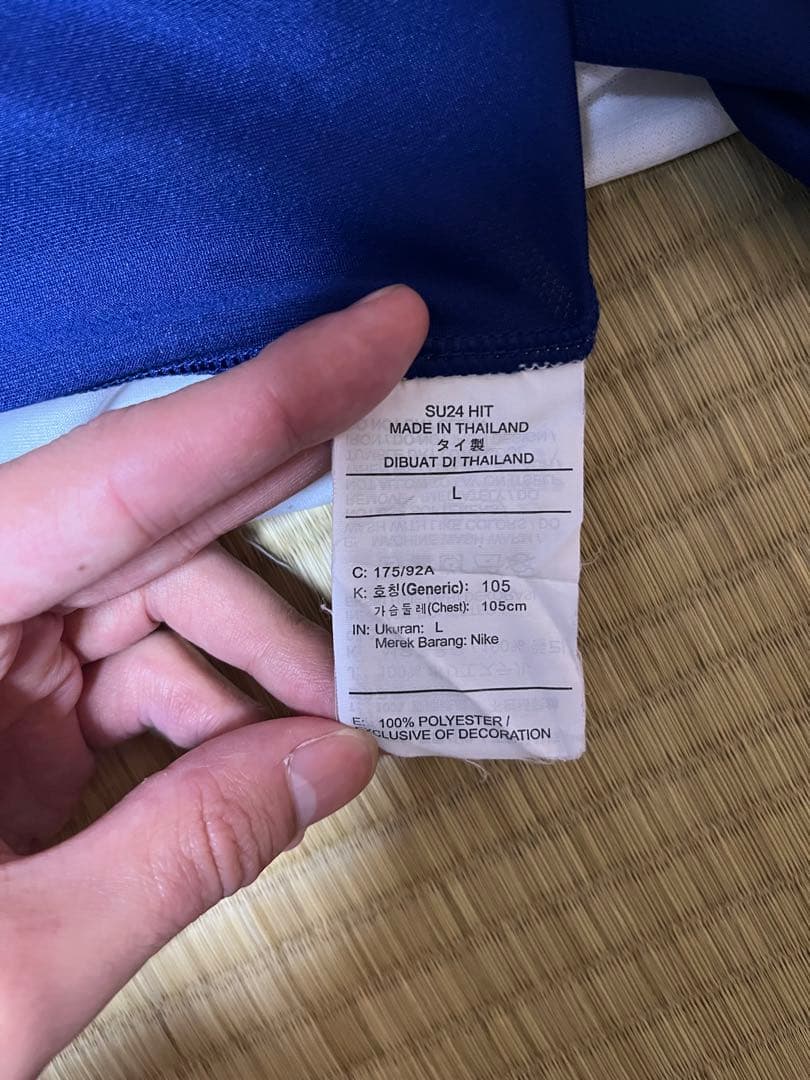 SU24 HIT
MADE IN THAILAND
タイ製
DIBUAT DI THAILAND
L
C: 175/92A
K: 호칭(Generic): 105
가슴둘레(Chest): 105cm
IN: Ukuran: L
Merek Barang: Nike
E: 100% POLYESTER /
EXCLUSIVE OF DECORATION